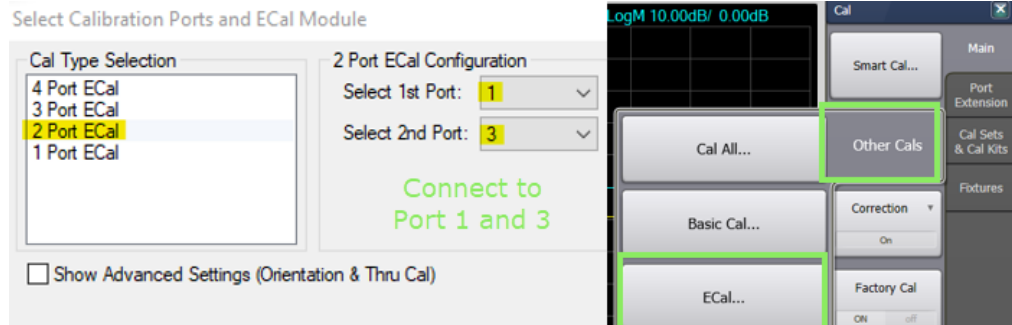 Select Calibration Ports and ECal Module
Cal Type Selection
4 Port ECal
3 Port ECal
2 Port ECal
1 Port ECal
2 Port ECal Configuration
Select 1st Port: 1
Select 2nd Port: 3
Connect to
Port 1 and 3
Show Advanced Settings (Orientation & Thru Cal)
LogM 10.00dB/ 0.00dB
Cal
Smart Cal...
Main
Port
Extension
Cal All...
Other Cals
Cal Sets
& Cal Kits
Fixtures
Basic Cal...
Correction
On
ECal...
Factory Cal
ON off